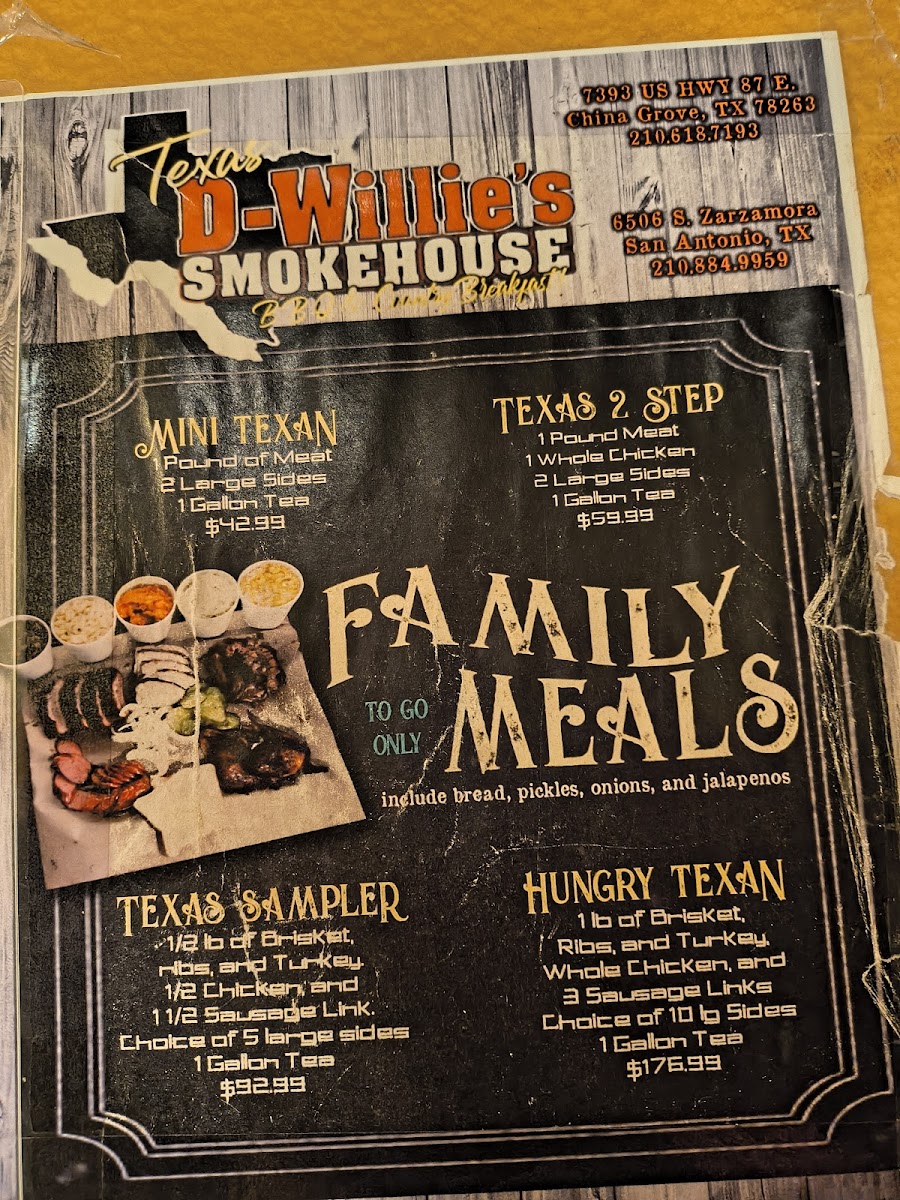 Texas
D-Willie's
SMOKEHOUSE
BBQ & Country Breakfast!
7393 US HWY 87 E.
China Grove, TX 78263
210.618.7193
6506 S. Zarzamora
San Antonio, TX
210.884.9959
MINI TEXAN
1 Pound of Meat
2 Large Sides
1 Gallon Tea
$42.99
TEXAS 2 STEP
1 Pound Meat
1 Whole Chicken
2 Large Sides
1 Gallon Tea
$59.99
FAMILY
MEALS
TO GO
ONLY
include bread, pickles, onions, and jalapenos
TEXAS SAMPLER
1/2 lb of Brisket,
ribs, and Turkey.
1/2 Chicken, and
1 1/2 Sausage Link.
Choice of 5 large sides
1 Gallon Tea
$92.99
HUNGRY TEXAN
1 lb of Brisket,
Ribs, and Turkey,
Whole Chicken, and
3 Sausage Links
Choice of 10 lg Sides
1 Gallon Tea
$176.99